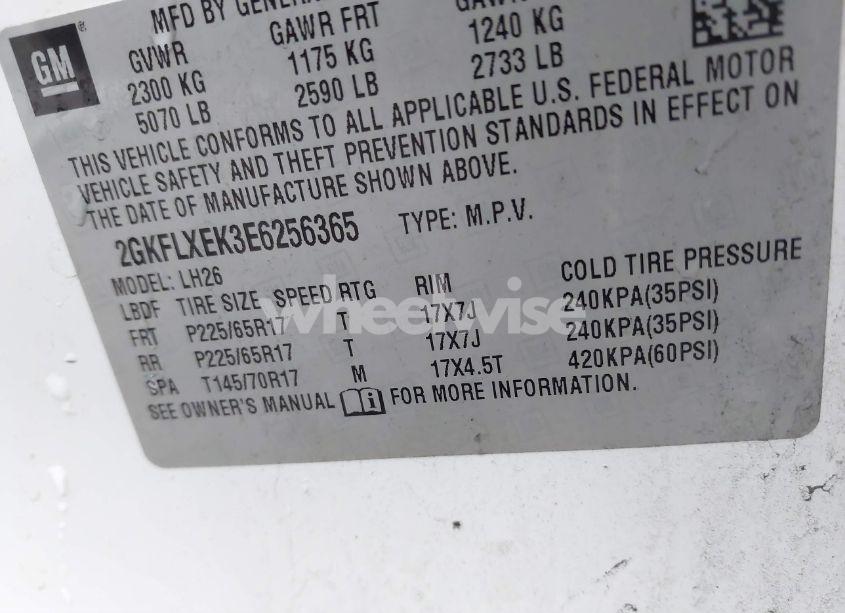 MFD BY GENERAL
GM®
GVWR GAWR FRT
2300 KG 1175 KG 1240 KG
5070 LB 2590 LB 2733 LB
THIS VEHICLE CONFORMS TO ALL APPLICABLE U.S. FEDERAL MOTOR
VEHICLE SAFETY AND THEFT PREVENTION STANDARDS IN EFFECT ON
THE DATE OF MANUFACTURE SHOWN ABOVE.
2GKFLXEK3E6256365 TYPE: M.P.V.
MODEL: LH26
LBDF TIRE SIZE SPEED RTG RIM COLD TIRE PRESSURE
FRT P225/65R17 T 17X7J 240KPA(35PSI)
RR P225/65R17 T 17X7J 240KPA(35PSI)
SPA T145/70R17 M 17X4.5T 420KPA(60PSI)
SEE OWNER'S MANUAL i FOR MORE INFORMATION.
wheelwise